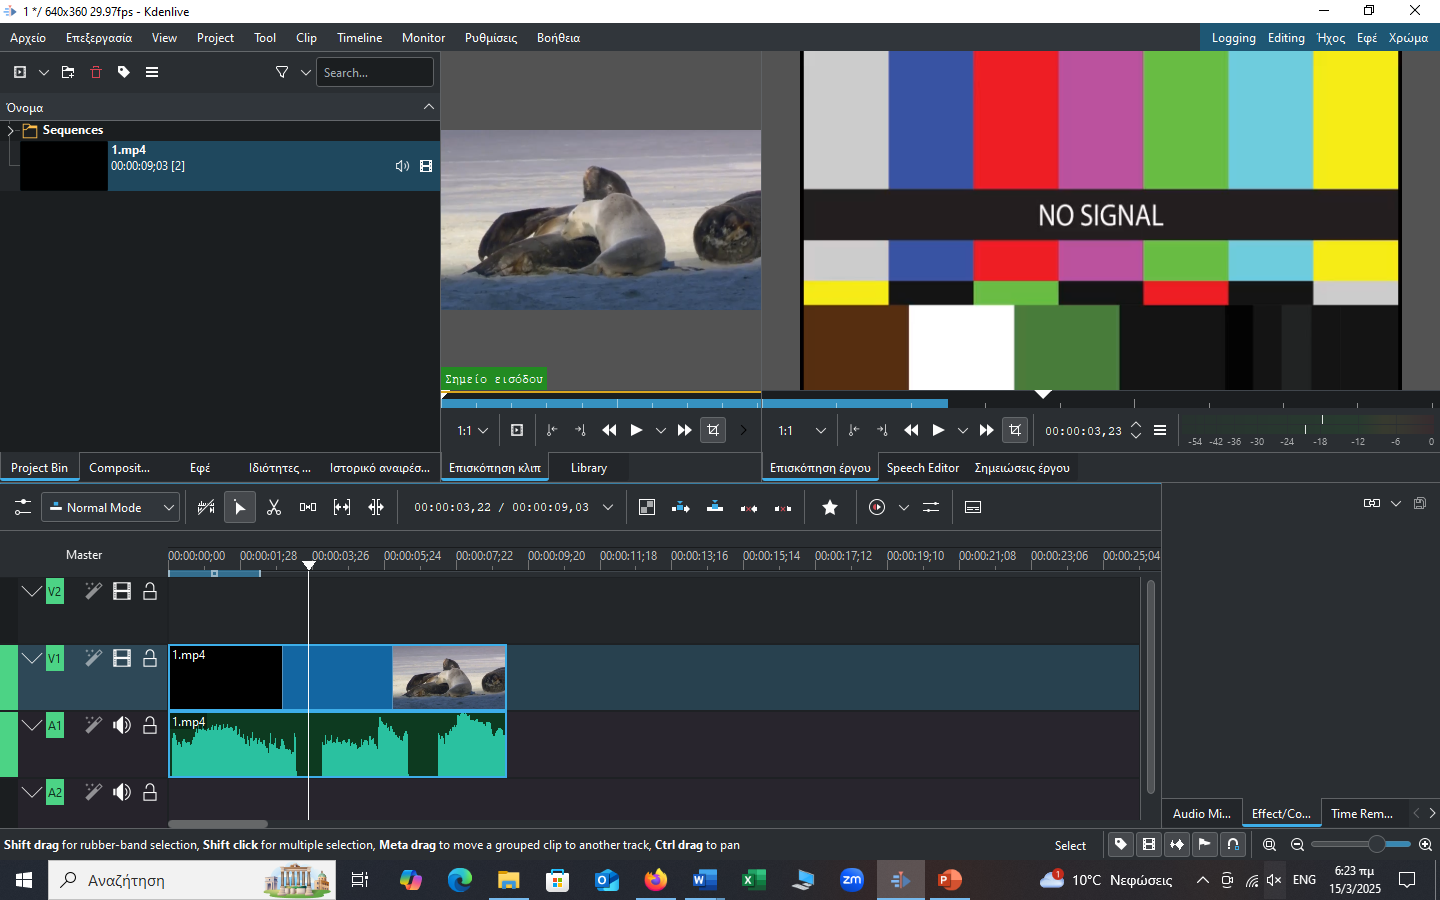 1 */ 640x360 29.97fps - Kdenlive
Αρχείο Επεξεργασία View Project Tool Clip Timeline Monitor Ρυθμίσεις Βοήθεια Logging Editing Ήχος Εφέ Χρώμα
Search...
Όνομα
Sequences
1.mp4
00:00:09;03 [2]
NO SIGNAL
Σημείο εισόδου
1:1 1:1 00:00:03,23
-54 -42 -36 -30 -24 -18 -12 -6 0
Project Bin Composit... Εφέ Ιδιότητες ... Ιστορικό αναιρέσ... Επισκόπηση κλιπ Library Επισκόπηση έργου Speech Editor Σημειώσεις έργου
Normal Mode 00:00:03,22 / 00:00:09,03
Master 00:00:00;00 00:00:01;28 00:00:03;26 00:00:05;24 00:00:07;22 00:00:09;20 00:00:11;18 00:00:13;16 00:00:15;14 00:00:17;12 00:00:19;10 00:00:21;08 00:00:23;06 00:00:25;04
V2
V1 1.mp4
A1 1.mp4
A2
Audio Mi... Effect/Co... Time Rem...
Shift drag for rubber-band selection, Shift click for multiple selection, Meta drag to move a grouped clip to another track, Ctrl drag to pan Select
Αναζήτηση zm 1 10°C Νεφώσεις ENG 6:23 πμ
15/3/2025